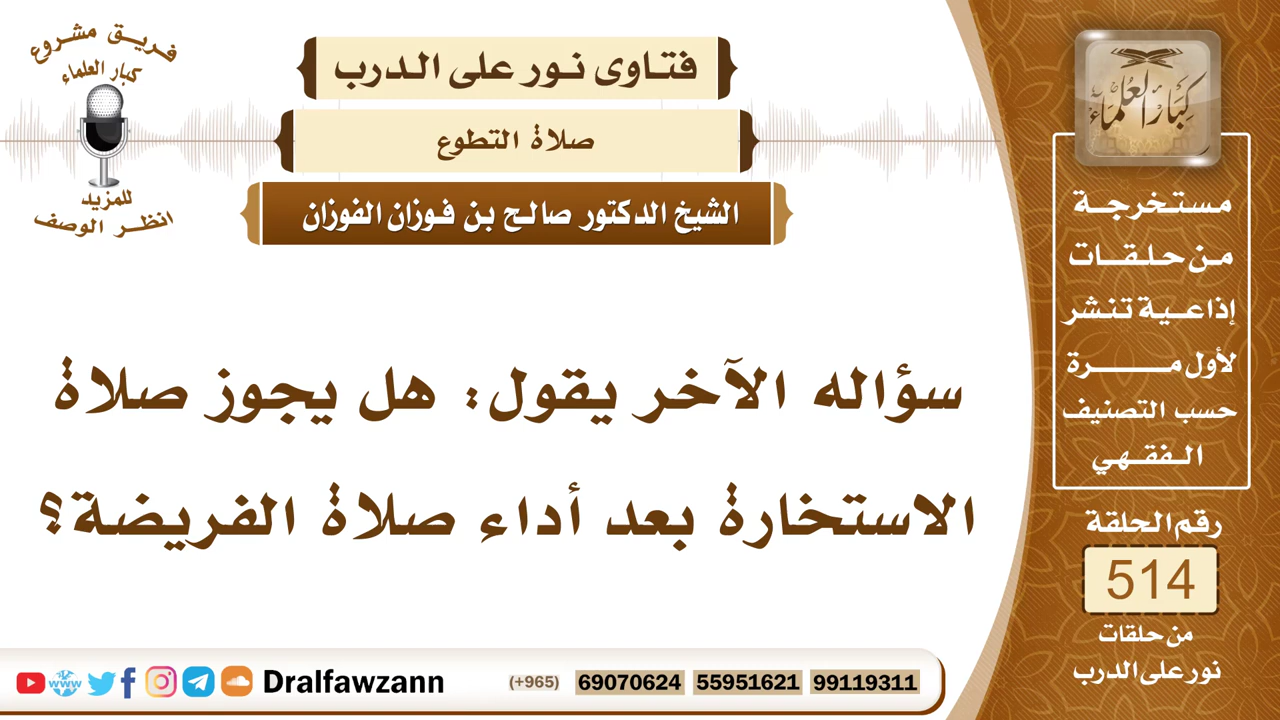 فريق مشروع
كبار العلماء
للمزيد
انظر الوصف
فتاوى نور على الدرب
صلاة التطوع
الشيخ الدكتور صالح بن فوزان الفوزان
سؤاله الآخر يقول: هل يجوز صلاة
الاستخارة بعد أداء صلاة الفريضة؟
كبار العلماء
مستخرجة
من حلقات
إذاعية تنشر
لأول مرة
حسب التصنيف
الفقهي
رقم الحلقة
514
من حلقات
نور على الدرب
www Dralfawzann (+965) 69070624 55951621 99119311